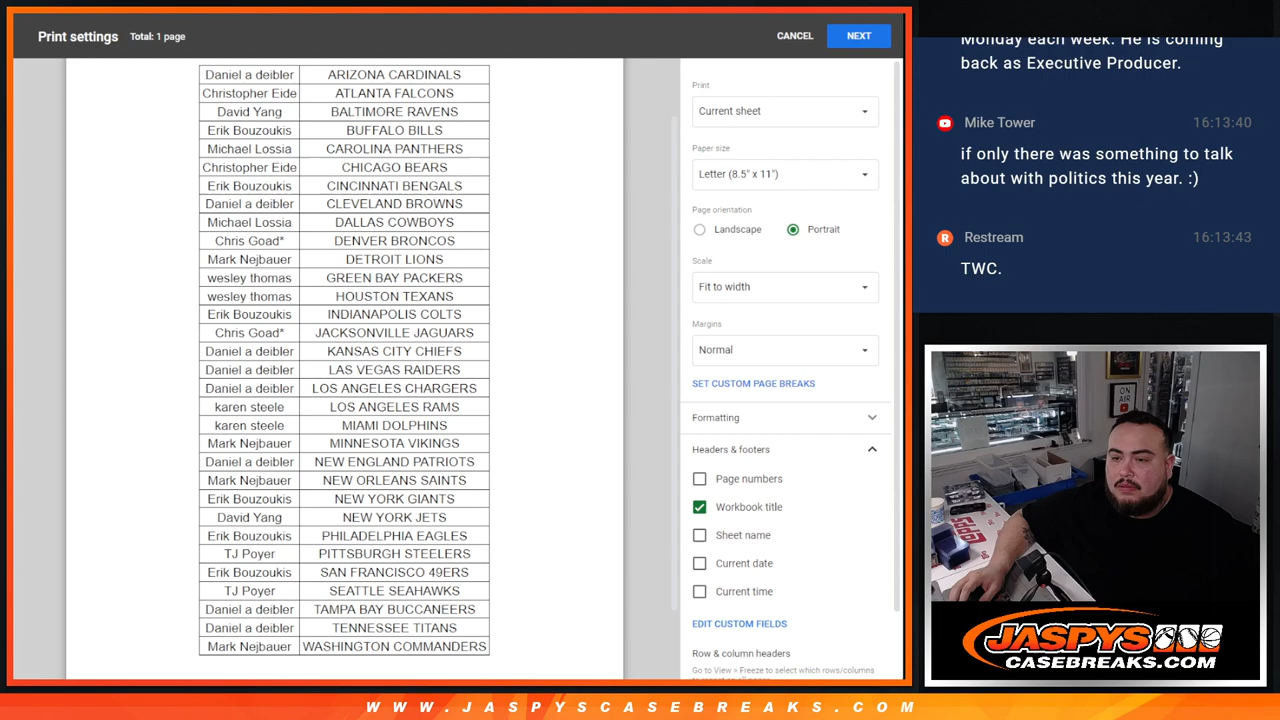 Print settings Total: 1 page CANCEL NEXT
Daniel a deibler ARIZONA CARDINALS
Christopher Eide ATLANTA FALCONS
David Yang BALTIMORE RAVENS
Erik Bouzoukis BUFFALO BILLS
Michael Lossia CAROLINA PANTHERS
Christopher Eide CHICAGO BEARS
Erik Bouzoukis CINCINNATI BENGALS
Daniel a deibler CLEVELAND BROWNS
Michael Lossia DALLAS COWBOYS
Chris Goad* DENVER BRONCOS
Mark Nejbauer DETROIT LIONS
wesley thomas GREEN BAY PACKERS
wesley thomas HOUSTON TEXANS
Erik Bouzoukis INDIANAPOLIS COLTS
Chris Goad* JACKSONVILLE JAGUARS
Daniel a deibler KANSAS CITY CHIEFS
Daniel a deibler LAS VEGAS RAIDERS
Daniel a deibler LOS ANGELES CHARGERS
karen steele LOS ANGELES RAMS
karen steele MIAMI DOLPHINS
Mark Nejbauer MINNESOTA VIKINGS
Daniel a deibler NEW ENGLAND PATRIOTS
Mark Nejbauer NEW ORLEANS SAINTS
Erik Bouzoukis NEW YORK GIANTS
David Yang NEW YORK JETS
Erik Bouzoukis PHILADELPHIA EAGLES
TJ Poyer PITTSBURGH STEELERS
Erik Bouzoukis SAN FRANCISCO 49ERS
TJ Poyer SEATTLE SEAHAWKS
Daniel a deibler TAMPA BAY BUCCANEERS
Daniel a deibler TENNESSEE TITANS
Mark Nejbauer WASHINGTON COMMANDERS
Print
Current sheet
Paper size
Letter (8.5" x 11")
Page orientation
Landscape Portrait
Scale
Fit to width
Margins
Normal
SET CUSTOM PAGE BREAKS
Formatting
Headers & footers
Page numbers
Workbook title
Sheet name
Current date
Current time
EDIT CUSTOM FIELDS
Row & column headers
Go to View > Freeze to select which rows/columns
Monday each week. He is coming
back as Executive Producer.
Mike Tower 16:13:40
if only there was something to talk
about with politics this year. :)
Restream 16:13:43
TWC.
ON
AIR
JASPYS
CASEBREAKS.COM
WWW.JASPYSCASEBREAKS.COM